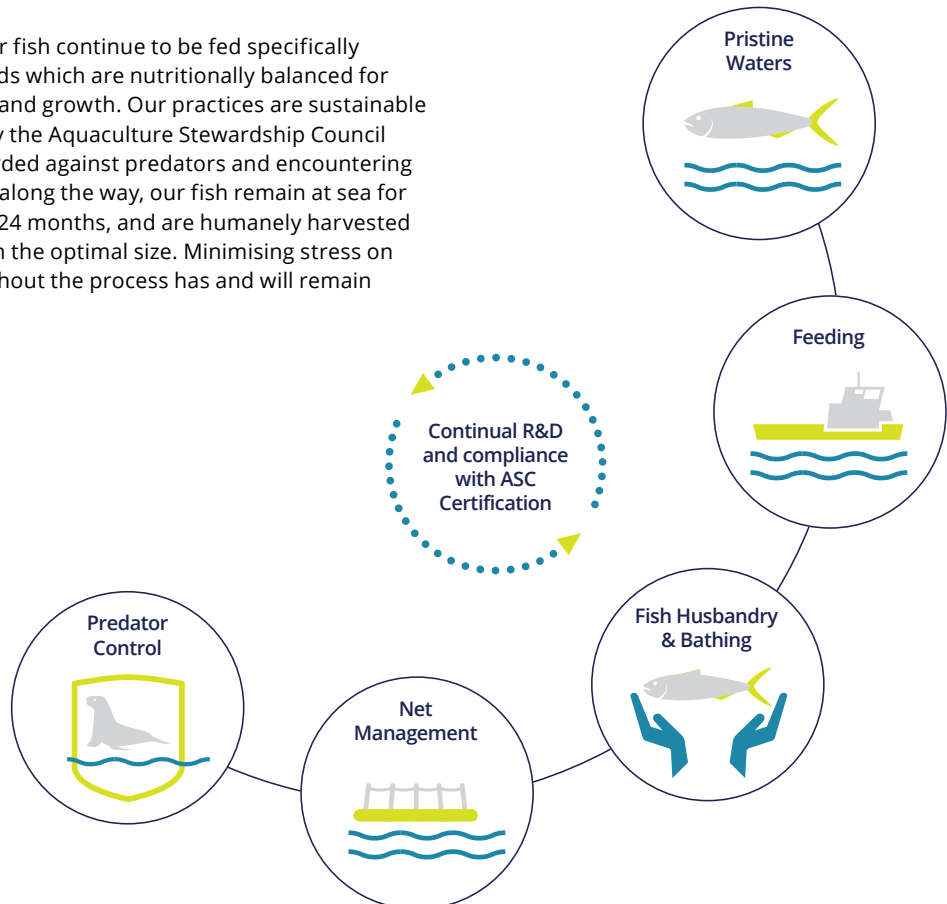 r fish continue to be fed specifically
ds which are nutritionally balanced for
and growth. Our practices are sustainable
y the Aquaculture Stewardship Council
rded against predators and encountering
along the way, our fish remain at sea for
24 months, and are humanely harvested
n the optimal size. Minimising stress on
hout the process has and will remain
Pristine
Waters
Feeding
Continual R&D
and compliance
with ASC
Certification
Fish Husbandry
& Bathing
Predator
Control
Net
Management